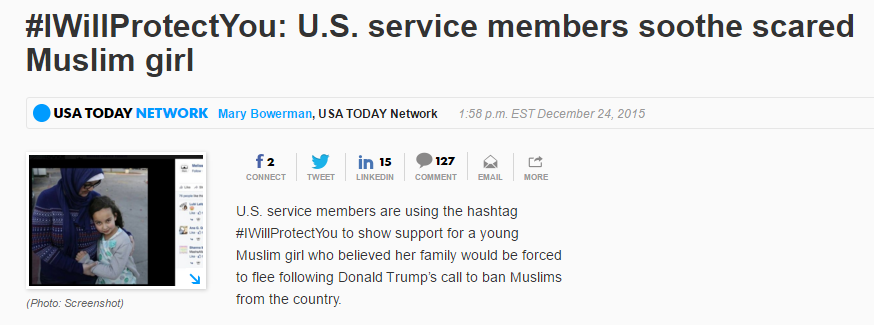 #IWillProtectYou: U.S. service members soothe scared
Muslim girl
USA TODAY NETWORK Mary Bowerman, USA TODAY Network 1:58 p.m. EST December 24, 2015
2 15 127
CONNECT TWEET LINKEDIN COMMENT EMAIL MORE
U.S. service members are using the hashtag
#IWillProtectYou to show support for a young
Muslim girl who believed her family would be forced
to flee following Donald Trump's call to ban Muslims
from the country.
(Photo: Screenshot)